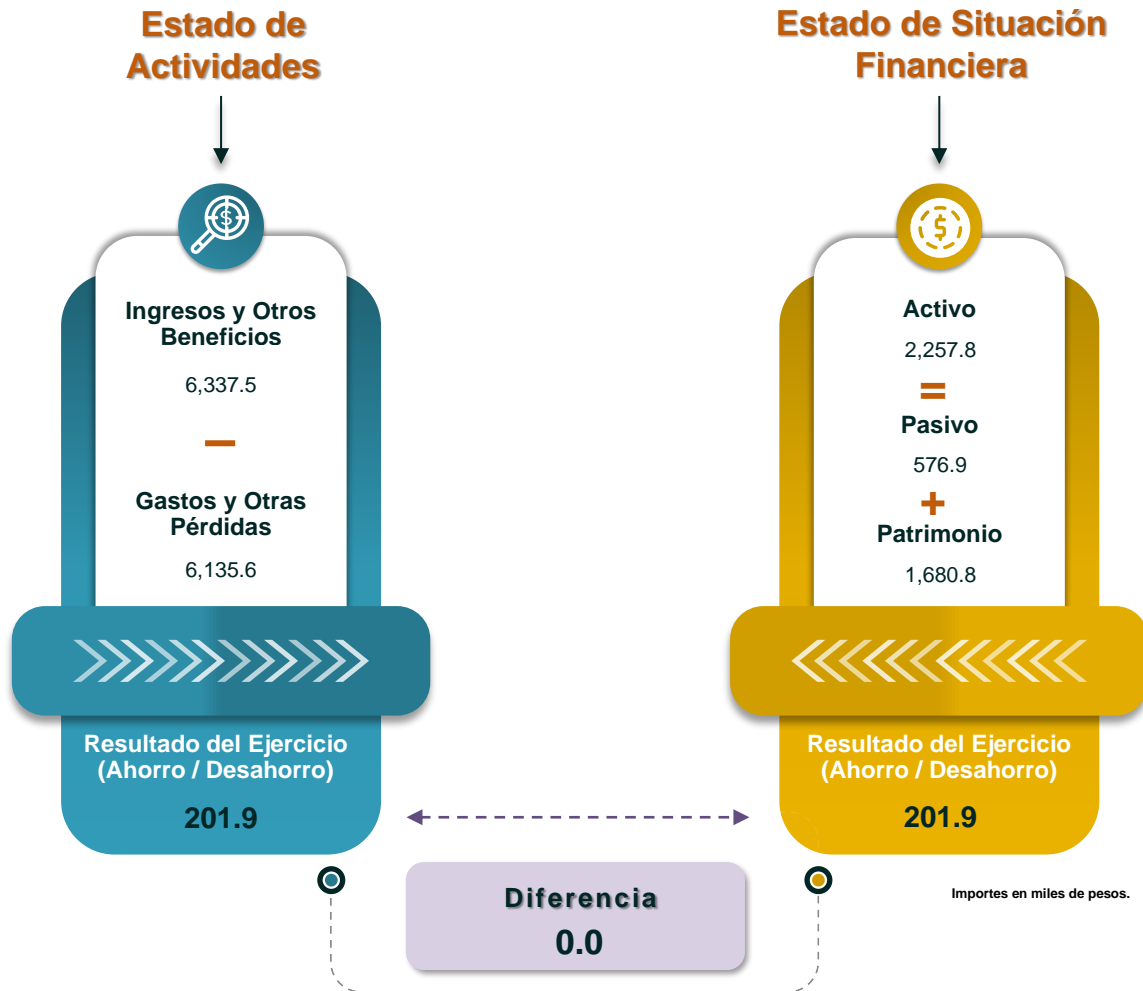 Estado de
Actividades
Ingresos y Otros
Beneficios
6,337.5
−
Gastos y Otras
Pérdidas
6,135.6
Resultado del Ejercicio
(Ahorro / Desahorro)
201.9
Estado de Situación
Financiera
$
Activo
2,257.8
=
Pasivo
576.9
+
Patrimonio
1,680.8
Resultado del Ejercicio
(Ahorro / Desahorro)
201.9
Diferencia
0.0
Importes en miles de pesos.